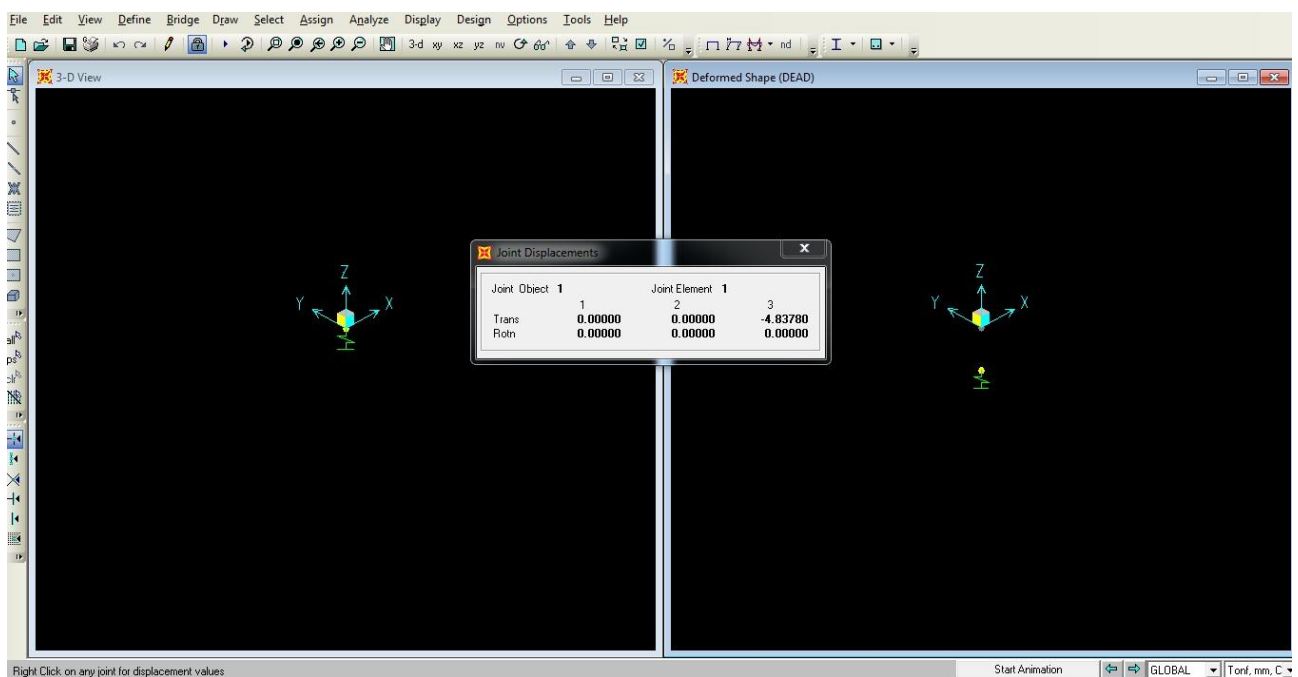 File Edit View Define Bridge Draw Select Assign Analyze Display Design Options Tools Help
3-d xy xz yz nv nd
3-D View
Deformed Shape (DEAD)
Z
Y X
Z
Y X
Joint Displacements
Joint Object 1 Joint Element 1
1 2 3
Trans 0.00000 0.00000 -4.83780
Rotn 0.00000 0.00000 0.00000
all
ps
clr
Right Click on any joint for displacement values
Start Animation GLOBAL Tonf, mm, C